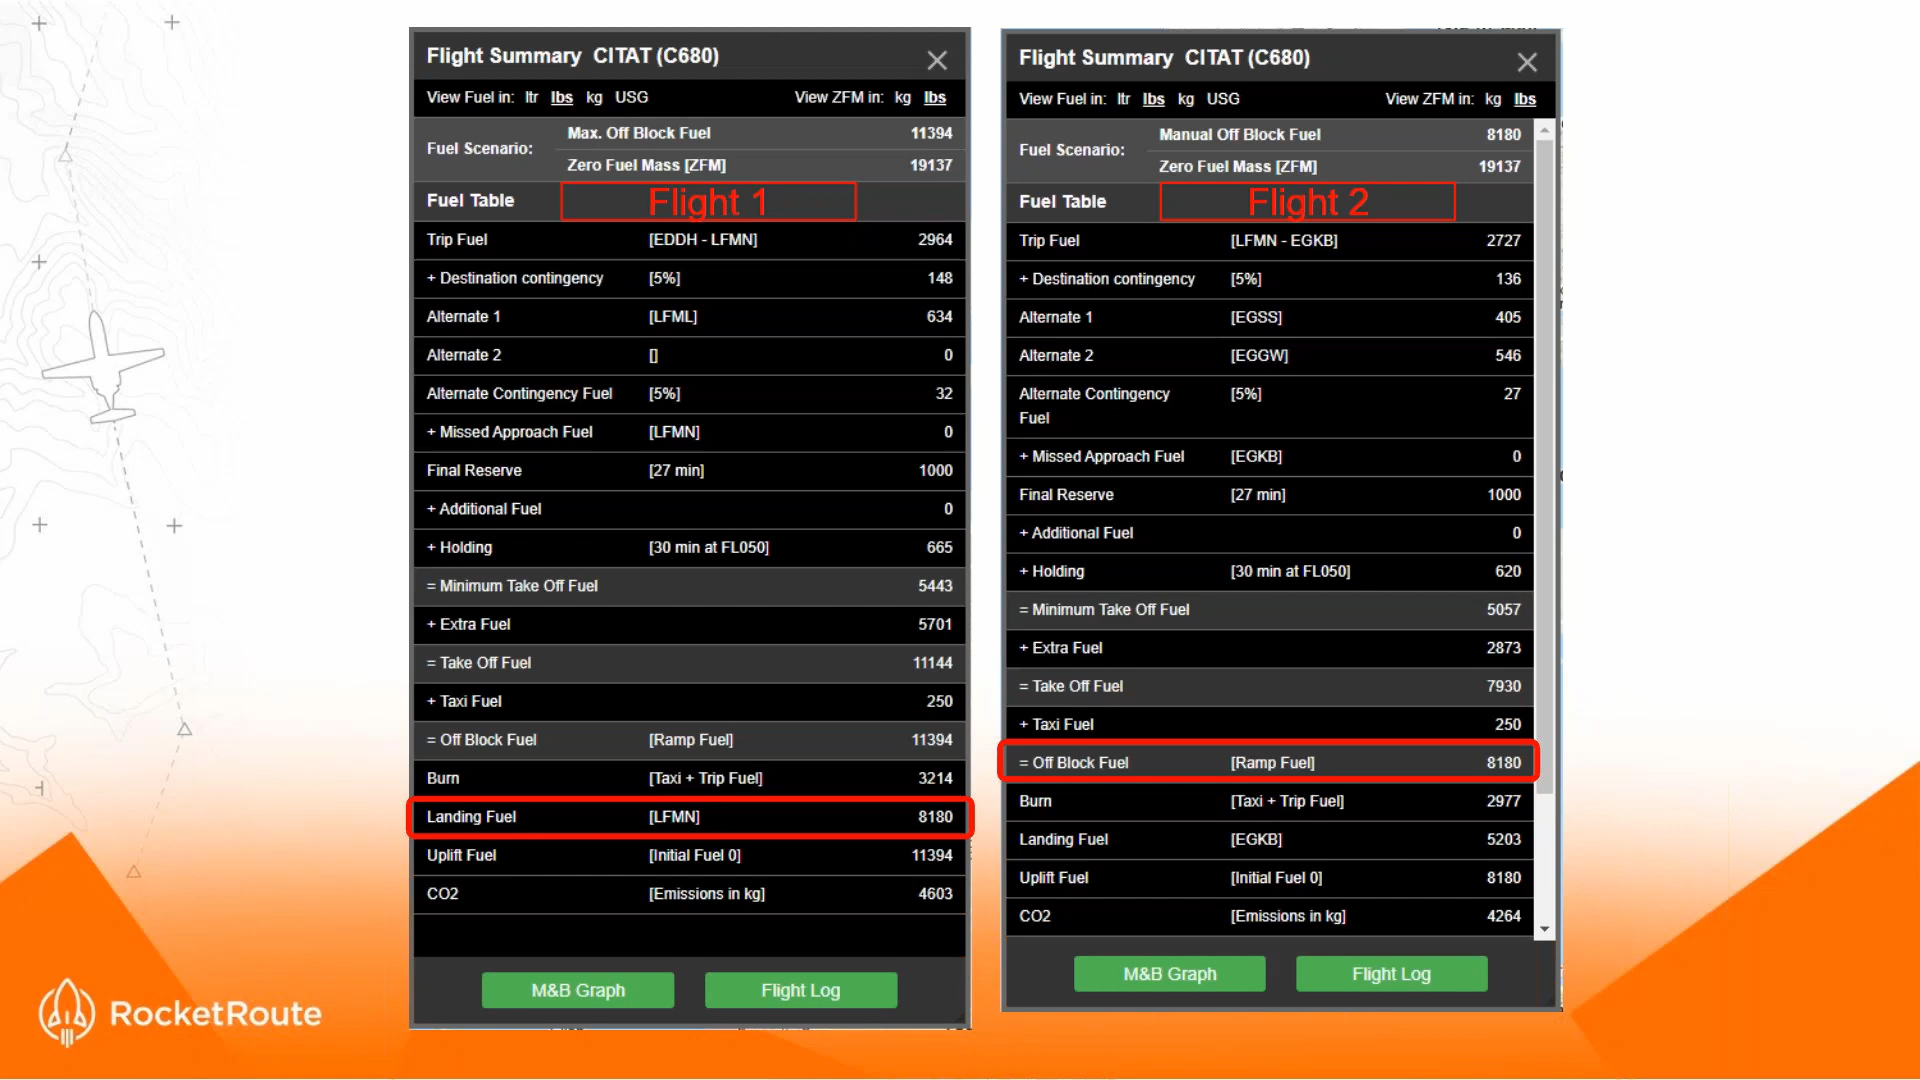 Flight Summary CITAT (C680)
View Fuel in: ltr lbs kg USG View ZFM in: kg lbs
Fuel Scenario:
Max. Off Block Fuel 11394
Zero Fuel Mass [ZFM] 19137
Fuel Table Flight 1
Trip Fuel [EDDH - LFMN] 2964
+ Destination contingency [5%] 148
Alternate 1 [LFML] 634
Alternate 2 [] 0
Alternate Contingency Fuel [5%] 32
+ Missed Approach Fuel [LFMN] 0
Final Reserve [27 min] 1000
+ Additional Fuel 0
+ Holding [30 min at FL050] 665
= Minimum Take Off Fuel 5443
+ Extra Fuel 5701
= Take Off Fuel 11144
+ Taxi Fuel 250
= Off Block Fuel [Ramp Fuel] 11394
Burn [Taxi + Trip Fuel] 3214
Landing Fuel [LFMN] 8180
Uplift Fuel [Initial Fuel 0] 11394
CO2 [Emissions in kg] 4603
M&B Graph Flight Log
Flight Summary CITAT (C680)
View Fuel in: ltr lbs kg USG View ZFM in: kg lbs
Fuel Scenario:
Manual Off Block Fuel 8180
Zero Fuel Mass [ZFM] 19137
Fuel Table Flight 2
Trip Fuel [LFMN - EGKB] 2727
+ Destination contingency [5%] 136
Alternate 1 [EGSS] 405
Alternate 2 [EGGW] 546
Alternate Contingency [5%] 27
Fuel
+ Missed Approach Fuel [EGKB] 0
Final Reserve [27 min] 1000
+ Additional Fuel 0
+ Holding [30 min at FL050] 620
= Minimum Take Off Fuel 5057
+ Extra Fuel 2873
= Take Off Fuel 7930
+ Taxi Fuel 250
= Off Block Fuel [Ramp Fuel] 8180
Burn [Taxi + Trip Fuel] 2977
Landing Fuel [EGKB] 5203
Uplift Fuel [Initial Fuel 0] 8180
CO2 [Emissions in kg] 4264
M&B Graph Flight Log
RocketRoute